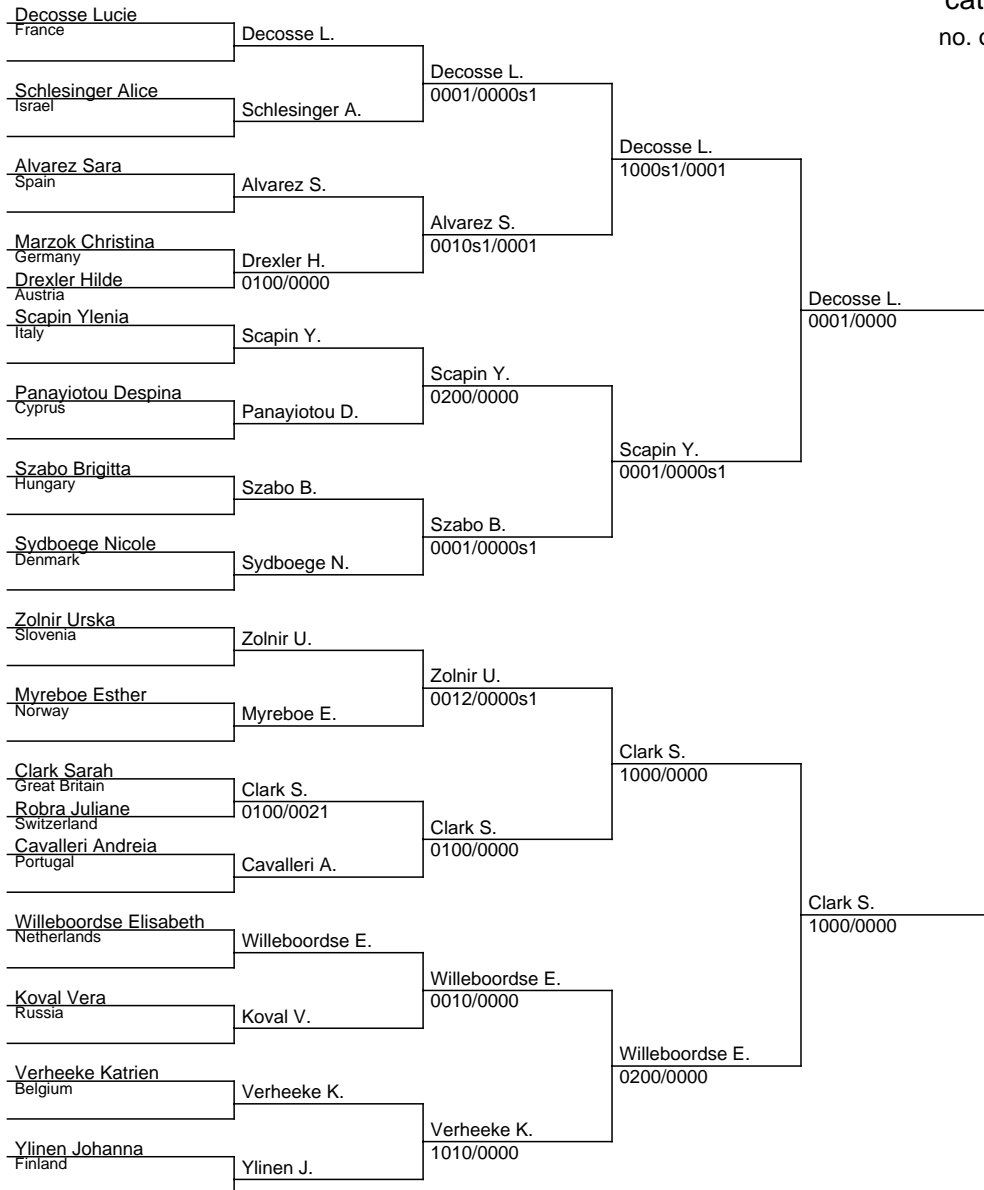 cat
no. c
Decosse Lucie
France
Schlesinger Alice
Israel
Alvarez Sara
Spain
Marzok Christina
Germany
Drexler Hilde
Austria
Scapin Ylenia
Italy
Panayiotou Despina
Cyprus
Szabo Brigitta
Hungary
Sydboege Nicole
Denmark
Zolnir Urska
Slovenia
Myreboe Esther
Norway
Clark Sarah
Great Britain
Robra Juliane
Switzerland
Cavalleri Andreia
Portugal
Willeboordse Elisabeth
Netherlands
Koval Vera
Russia
Verheeke Katrien
Belgium
Ylinen Johanna
Finland
Decosse L.
Schlesinger A.
Alvarez S.
Drexler H.
0100/0000
Scapin Y.
Panayiotou D.
Szabo B.
Sydboege N.
Zolnir U.
Myreboe E.
Clark S.
0100/0021
Cavalleri A.
Willeboordse E.
Koval V.
Verheeke K.
Ylinen J.
Decosse L.
0001/0000s1
Alvarez S.
0010s1/0001
Scapin Y.
0200/0000
Szabo B.
0001/0000s1
Zolnir U.
0012/0000s1
Clark S.
0100/0000
Willeboordse E.
0010/0000
Verheeke K.
1010/0000
Decosse L.
1000s1/0001
Scapin Y.
0001/0000s1
Clark S.
1000/0000
Willeboordse E.
0200/0000
Decosse L.
0001/0000
Clark S.
1000/0000